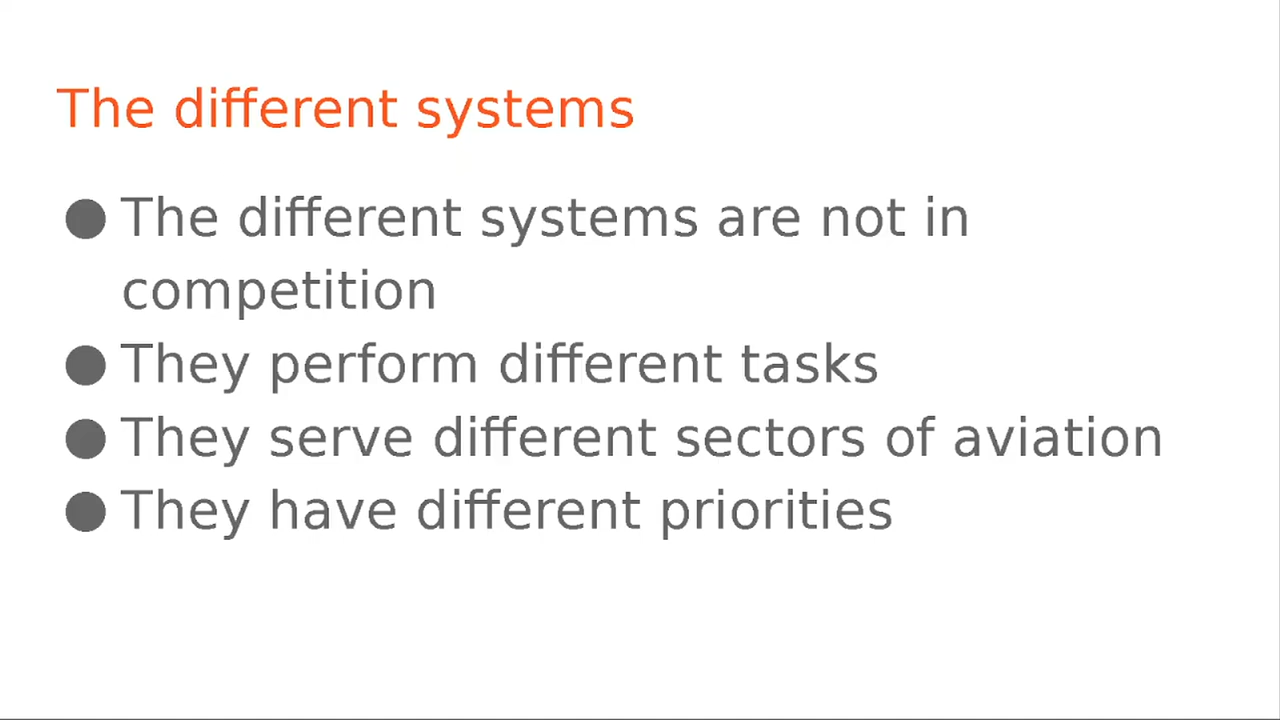 The different systems
● The different systems are not in
competition
● They perform different tasks
● They serve different sectors of aviation
● They have different priorities